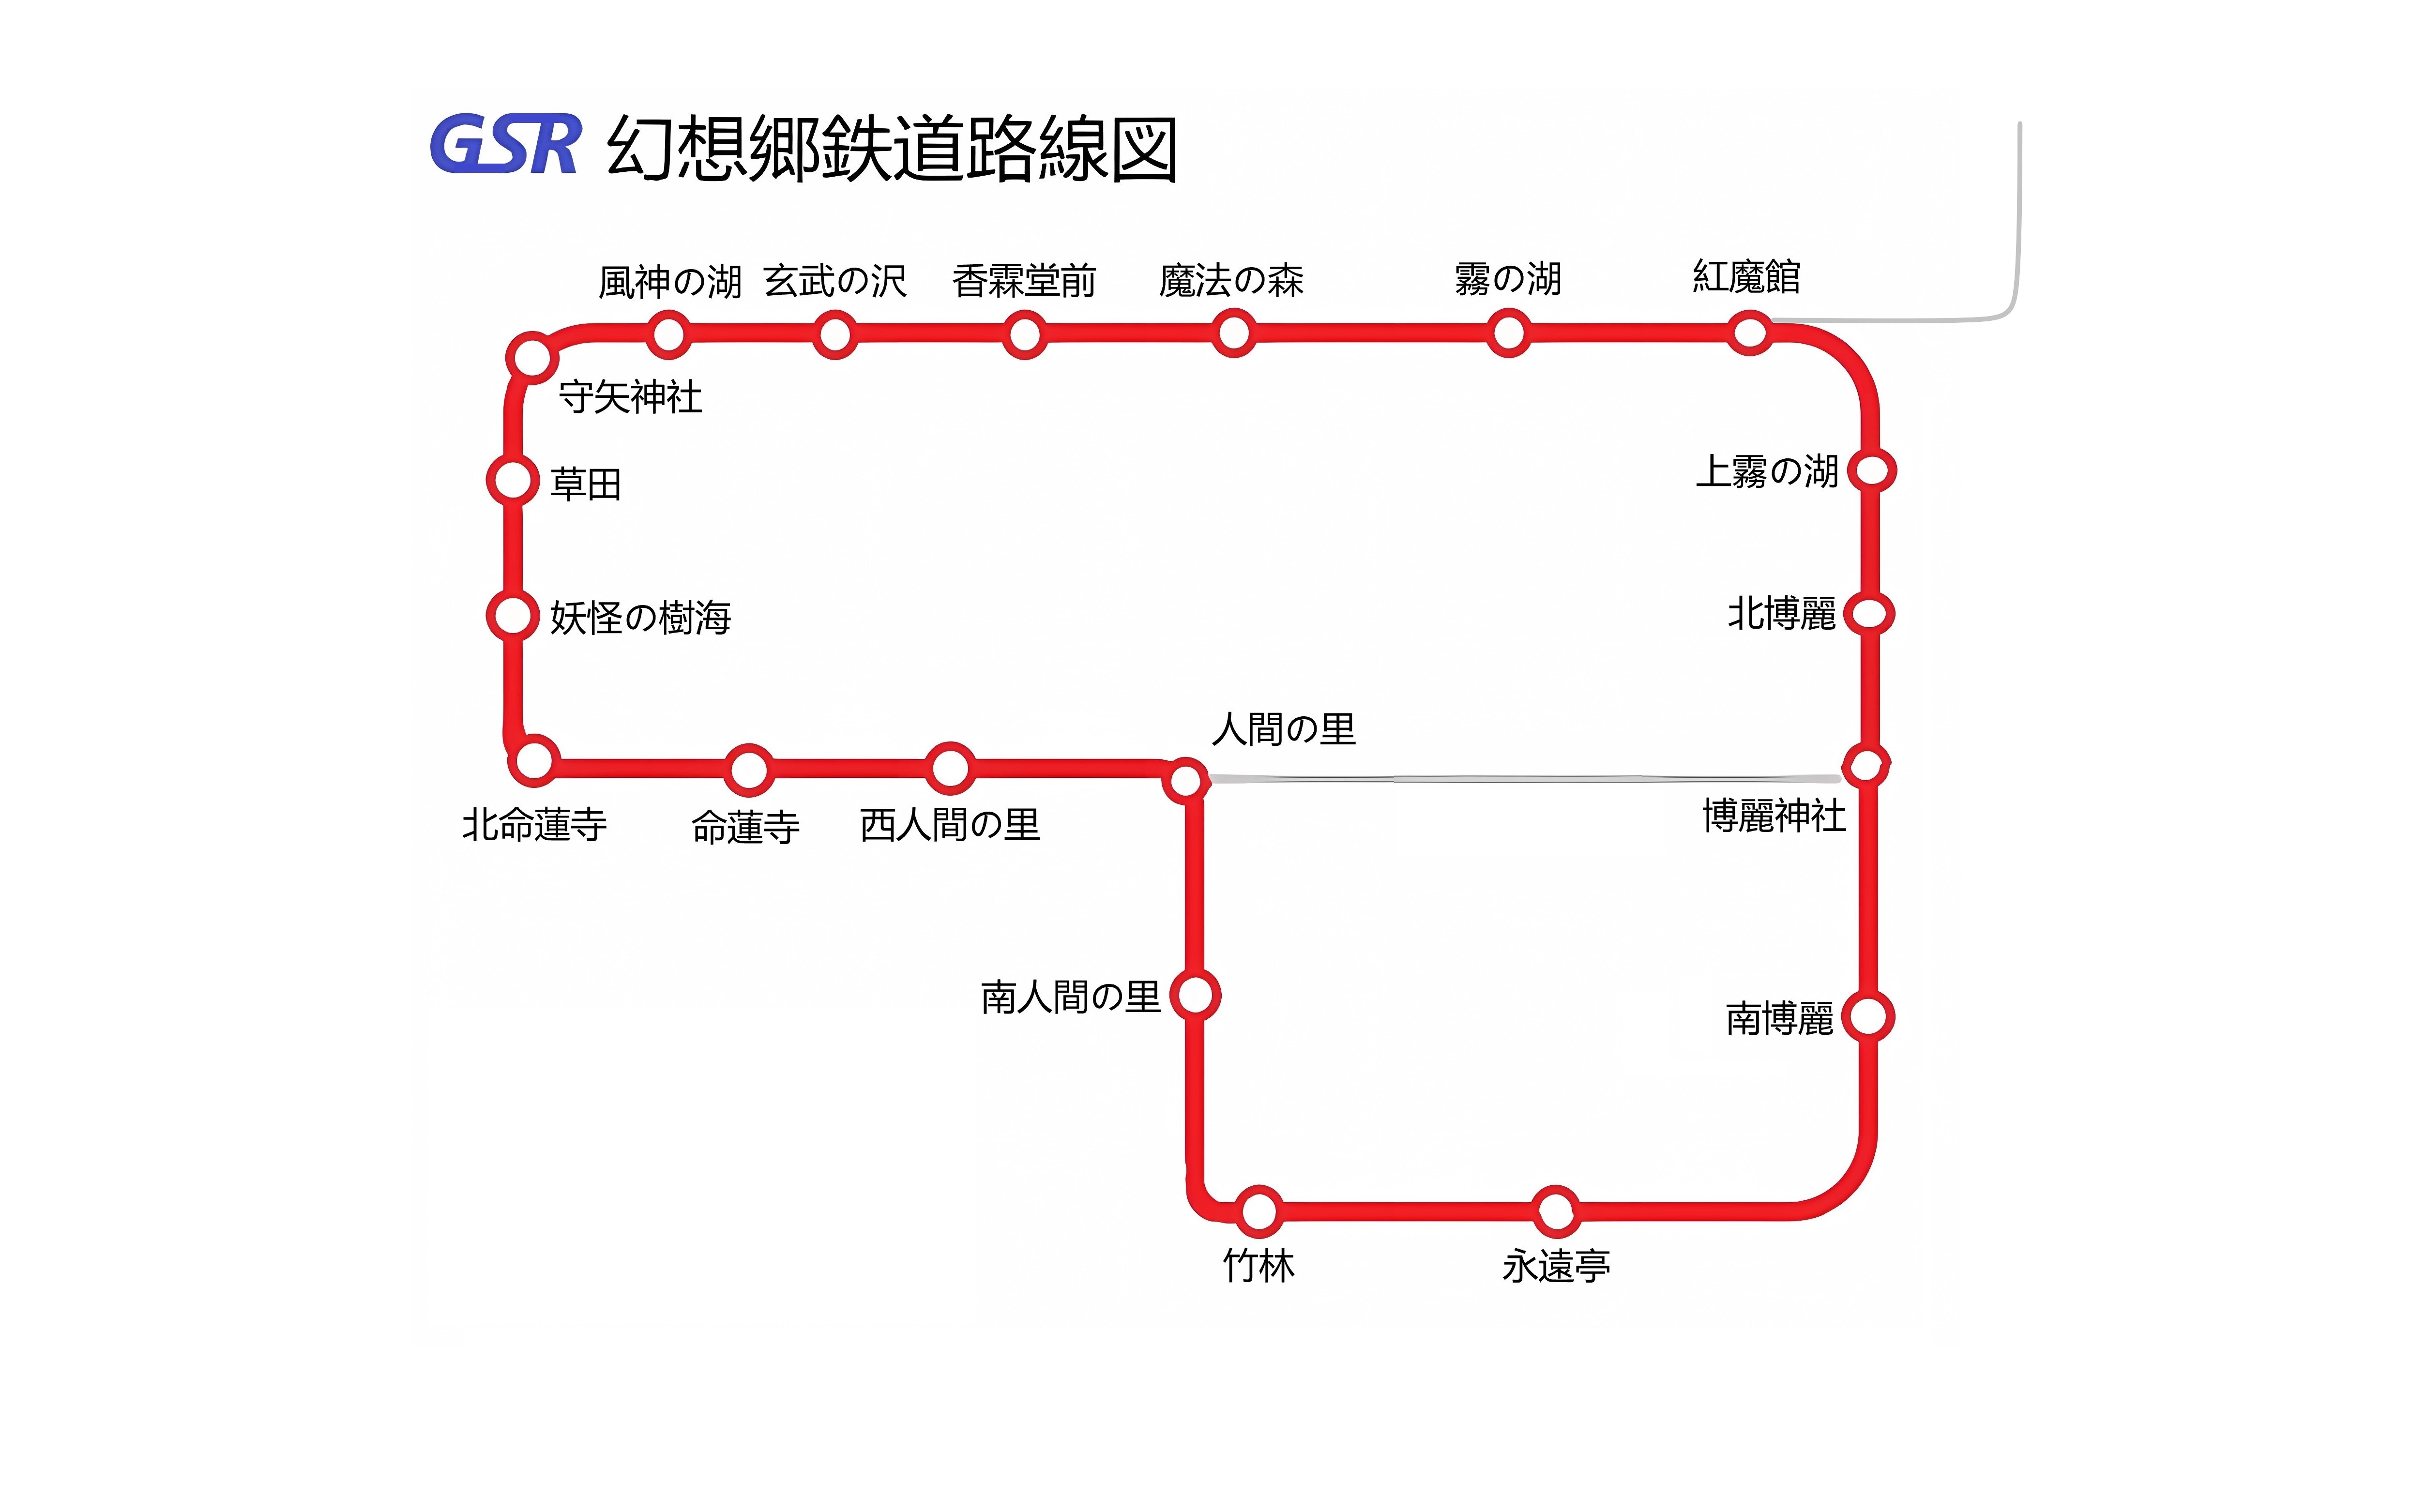 GSR 幻想郷鉄道路線図
風神の湖 玄武の沢 香霖堂前 魔法の森 霧の湖 紅魔館
守矢神社
草田
上霧の湖
妖怪の樹海
北博麗
人間の里
博麗神社
北命蓮寺 命蓮寺 西人間の里
南人間の里
南博麗
竹林 永遠亭